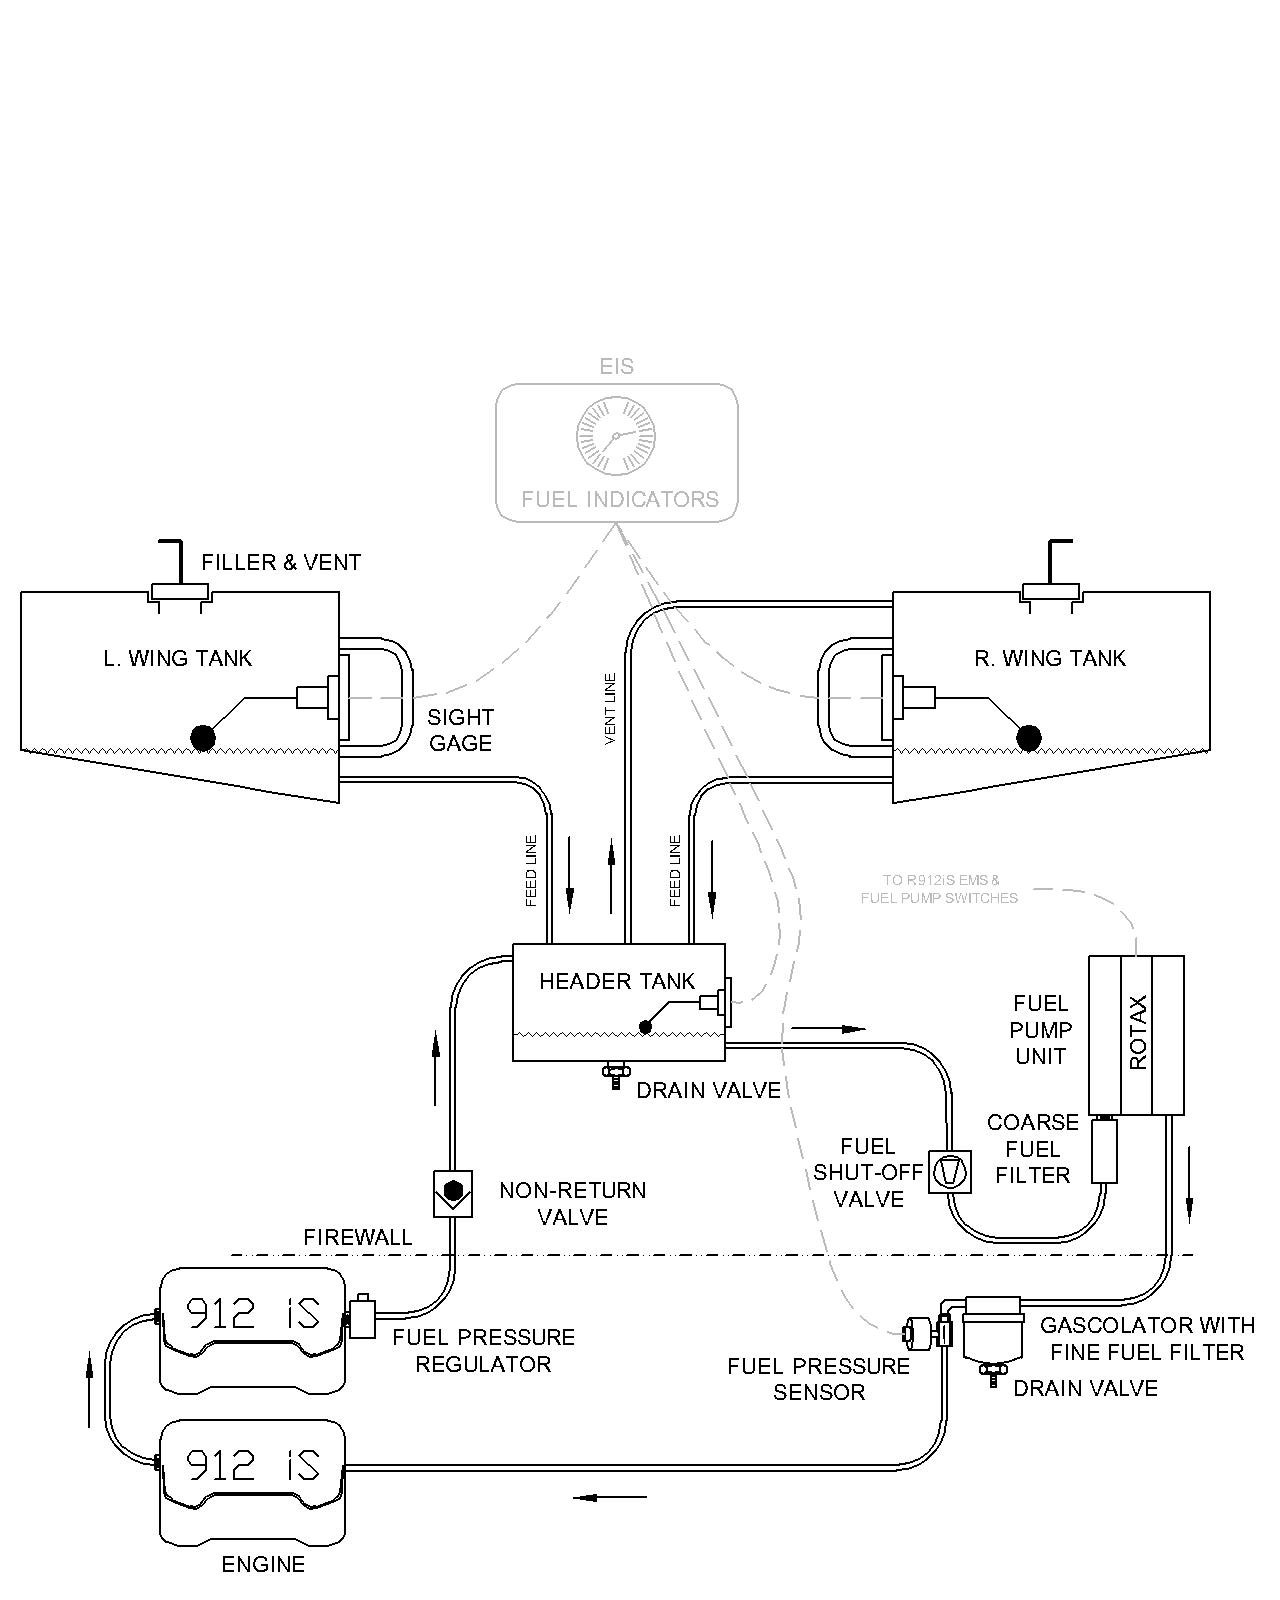 EIS
FUEL INDICATORS
FILLER & VENT
L. WING TANK
R. WING TANK
SIGHT
GAGE
VENT LINE
FEED LINE
FEED LINE
TO R912iS EMS &
FUEL PUMP SWITCHES
HEADER TANK
FUEL
PUMP
UNIT
ROTAX
DRAIN VALVE
COARSE
FUEL
FILTER
FUEL
SHUT-OFF
VALVE
NON-RETURN
VALVE
FIREWALL
912 iS
FUEL PRESSURE
REGULATOR
GASCOLATOR WITH
FINE FUEL FILTER
FUEL PRESSURE
SENSOR
DRAIN VALVE
912 iS
ENGINE